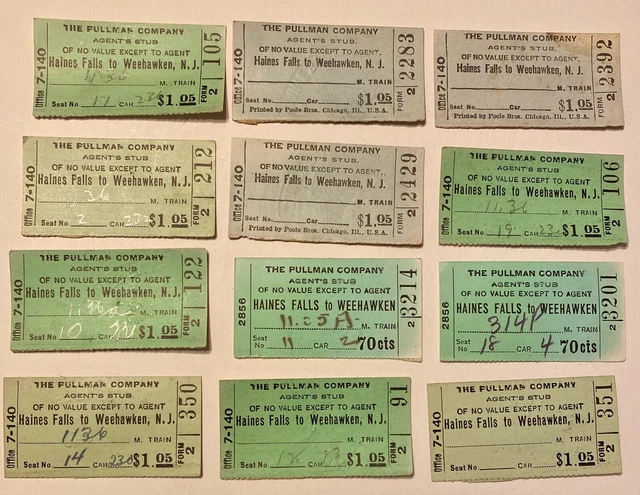 THE PULLMAN COMPANY
AGENT'S STUB
OF NO VALUE EXCEPT TO AGENT
Haines Falls to Weehawken, N. J.
1136
M. TRAIN
Seat No. 17 CAR 230 $1.05
Office 7-140
FORM 2
105
THE PULLMAN COMPANY
AGENT'S STUB.
OF NO VALUE EXCEPT TO AGENT.
Haines Falls to Weehawken, N. J.
M. TRAIN
Seat No. Car $1.05
Printed by Poole Bros. Chicago, Ill., U.S.A.
Office 7-140
FORM 2
2283
THE PULLMAN COMPANY
AGENT'S STUB.
OF NO VALUE EXCEPT TO AGENT.
Haines Falls to Weehawken, N. J.
M. TRAIN
Seat No. Car $1.05
Printed by Poole Bros. Chicago, Ill., U.S.A.
Office 7-140
FORM 2
2392
THE PULLMAN COMPANY
AGENT'S STUB
OF NO VALUE EXCEPT TO AGENT
Haines Falls to Weehawken, N. J.
1136
M. TRAIN
Seat No. 2 CAR 230 $1.05
Office 7-140
FORM 2
212
THE PULLMAN COMPANY
AGENT'S STUB.
OF NO VALUE EXCEPT TO AGENT.
Haines Falls to Weehawken, N. J.
M. TRAIN
Seat No. Car $1.05
Printed by Poole Bros. Chicago, Ill., U.S.A.
Office 7-140
FORM 2
2429
THE PULLMAN COMPANY
AGENT'S STUB
OF NO VALUE EXCEPT TO AGENT
Haines Falls to Weehawken, N. J.
1136
M. TRAIN
Seat No. 19 CAR $1.05
Office 7-140
FORM 2
106
THE PULLMAN COMPANY
AGENT'S STUB
OF NO VALUE EXCEPT TO AGENT
Haines Falls to Weehawken, N. J.
M. TRAIN
Seat No. 10 CAR $1.05
Office 7-140
FORM 2
122
THE PULLMAN COMPANY
AGENT'S STUB
OF NO VALUE EXCEPT TO AGENT
HAINES FALLS TO WEEHAWKEN
11.05 A. M. TRAIN
Seat No 11 CAR 2 70cts
2856
2
3214
THE PULLMAN COMPANY
AGENT'S STUB
OF NO VALUE EXCEPT TO AGENT
HAINES FALLS TO WEEHAWKEN
314P M. TRAIN
Seat No 18 CAR 4 70cts
2856
2
3201
THE PULLMAN COMPANY
AGENT'S STUB
OF NO VALUE EXCEPT TO AGENT
Haines Falls to Weehawken, N. J.
1136
M. TRAIN
Seat No. 14 CAR 230 $1.05
Office 7-140
FORM 2
350
THE PULLMAN COMPANY
AGENT'S STUB
OF NO VALUE EXCEPT TO AGENT
Haines Falls to Weehawken, N. J.
M. TRAIN
Seat No. CAR $1.05
Office 7-140
FORM 2
91
THE PULLMAN COMPANY
AGENT'S STUB
OF NO VALUE EXCEPT TO AGENT
Haines Falls to Weehawken, N. J.
M. TRAIN
Seat No. CAR $1.05
Office 7-140
FORM 2
351